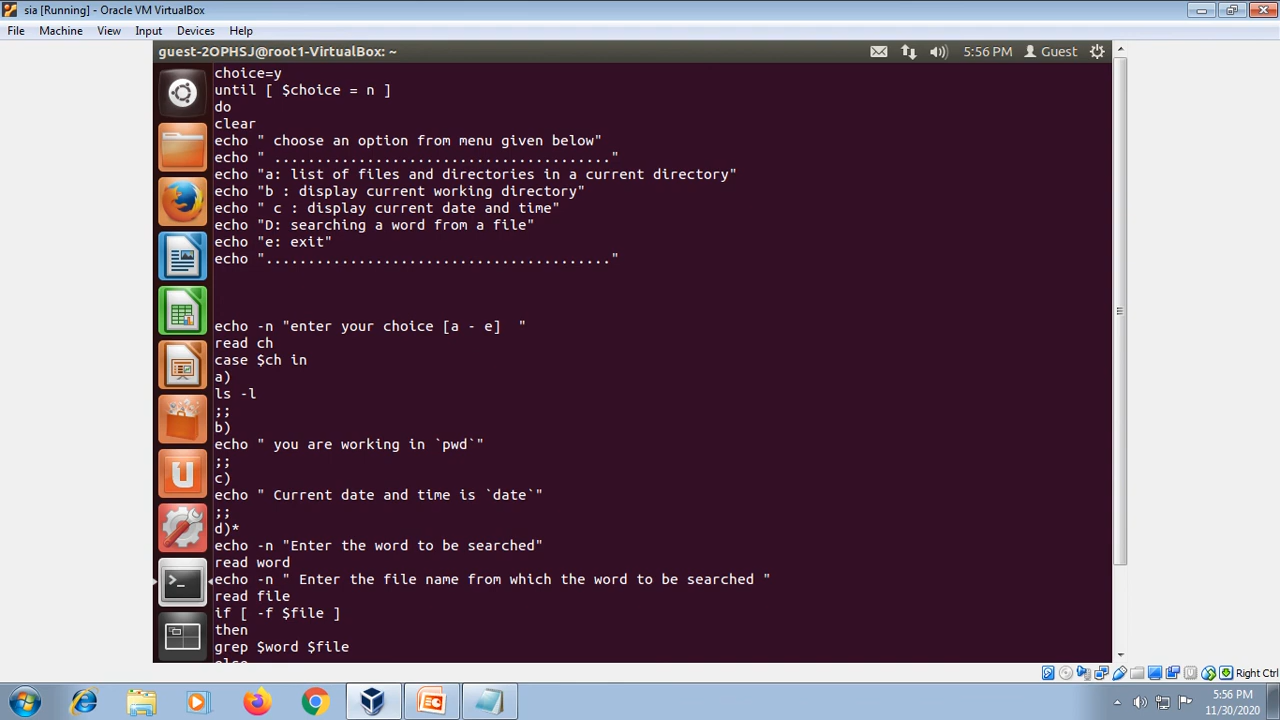 sia [Running] - Oracle VM VirtualBox
File Machine View Input Devices Help
guest-2OPHSJ@root1-VirtualBox: ~ 5:56 PM Guest
choice=y
until [ $choice = n ]
do
clear
echo " choose an option from menu given below"
echo " ........................................"
echo "a: list of files and directories in a current directory"
echo "b : display current working directory"
echo " c : display current date and time"
echo "D: searching a word from a file"
echo "e: exit"
echo "........................................."
echo -n "enter your choice [a - e]  "
read ch
case $ch in
a)
ls -l
;;
b)
echo " you are working in `pwd`"
;;
c)
echo " Current date and time is `date`"
;;
d)*
echo -n "Enter the word to be searched"
read word
echo -n " Enter the file name from which the word to be searched "
read file
if [ -f $file ]
then
grep $word $file
else
Right Ctrl
5:56 PM
11/30/2020